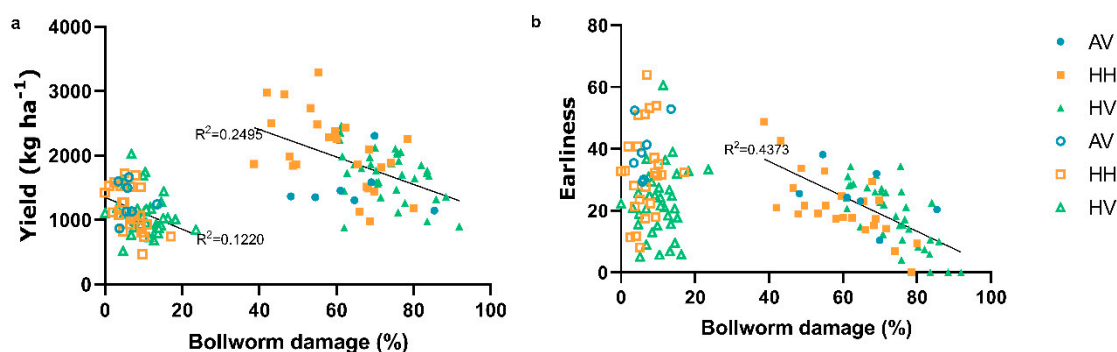 a
Yield (kg ha⁻¹)
4000
3000
2000
1000
0
R²=0.2495
R²=0.1220
0 20 40 60 80 100
Bollworm damage (%)
b
Earliness
80
60
40
20
0
R²=0.4373
0 20 40 60 80 100
Bollworm damage (%)
AV
HH
HV
AV
HH
HV